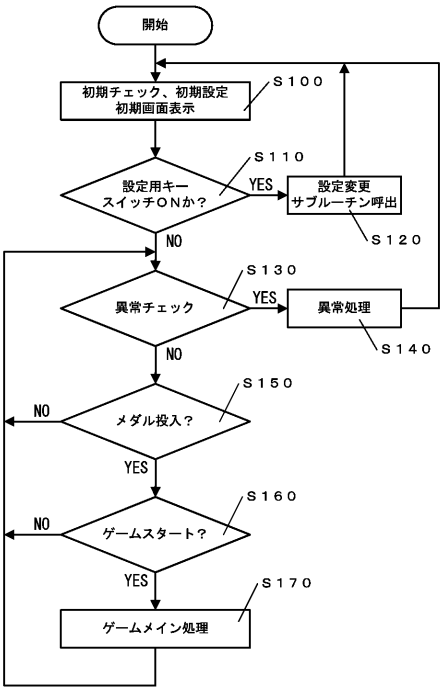 開始
初期チェック、初期設定
初期画面表示
S100
設定用キー
スイッチONか?
S110
YES
設定変更
サブルーチン呼出
S120
NO
異常チェック
S130
YES
異常処理
S140
NO
メダル投入?
S150
NO
YES
ゲームスタート?
S160
NO
YES
ゲームメイン処理
S170